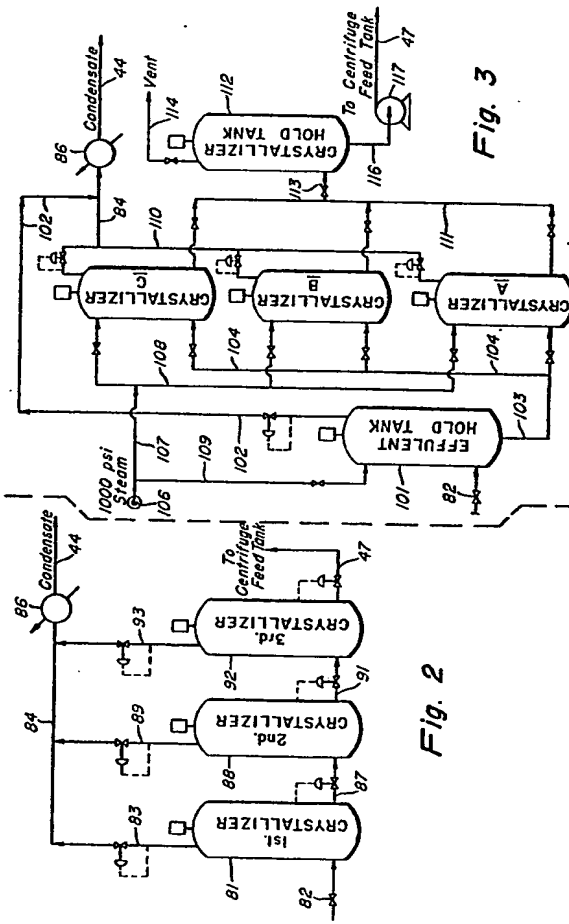 Condensate
44
86
84
83
89
93
1st.
CRYSTALLIZER
2nd.
CRYSTALLIZER
3rd.
CRYSTALLIZER
81
82
87
88
91
92
To
Centrifuge
Feed Tank
47
Fig. 2
1000 psi
Steam
106
107
109
102
108
82
101
EFFULENT
HOLD TANK
103
104
104
CRYSTALLIZER
C
CRYSTALLIZER
B
CRYSTALLIZER
A
102
84
86
Condensate
44
110
111
113
Vent
114
112
CRYSTALLIZER
HOLD TANK
116
117
To Centrifuge
Feed Tank
47
Fig. 3